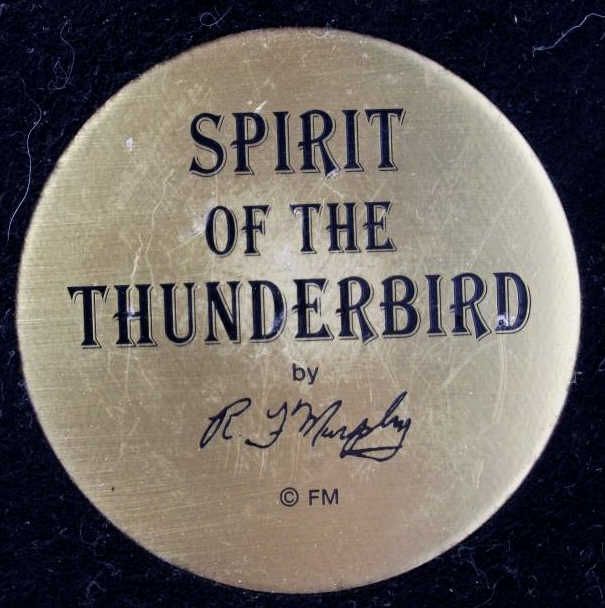 SPIRIT
OF THE
THUNDERBIRD
by
R F Murphy
© FM